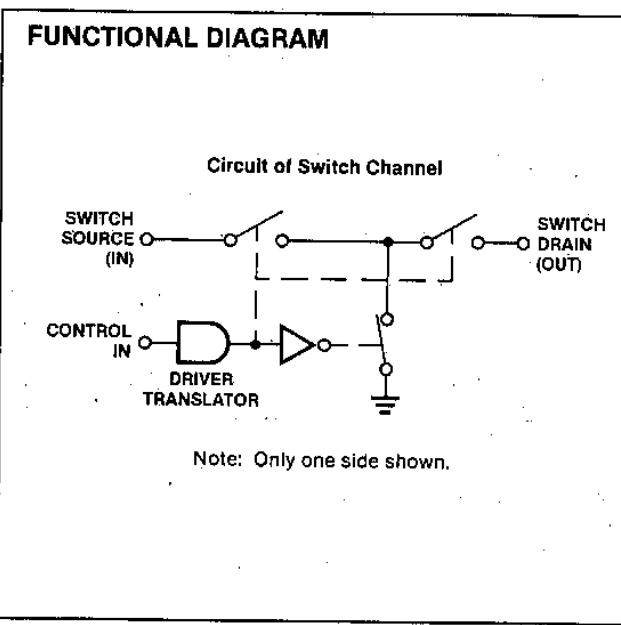 FUNCTIONAL DIAGRAM
Circuit of Switch Channel
SWITCH
SOURCE
(IN)
SWITCH
DRAIN
(OUT)
CONTROL
IN
DRIVER
TRANSLATOR
Note: Only one side shown.